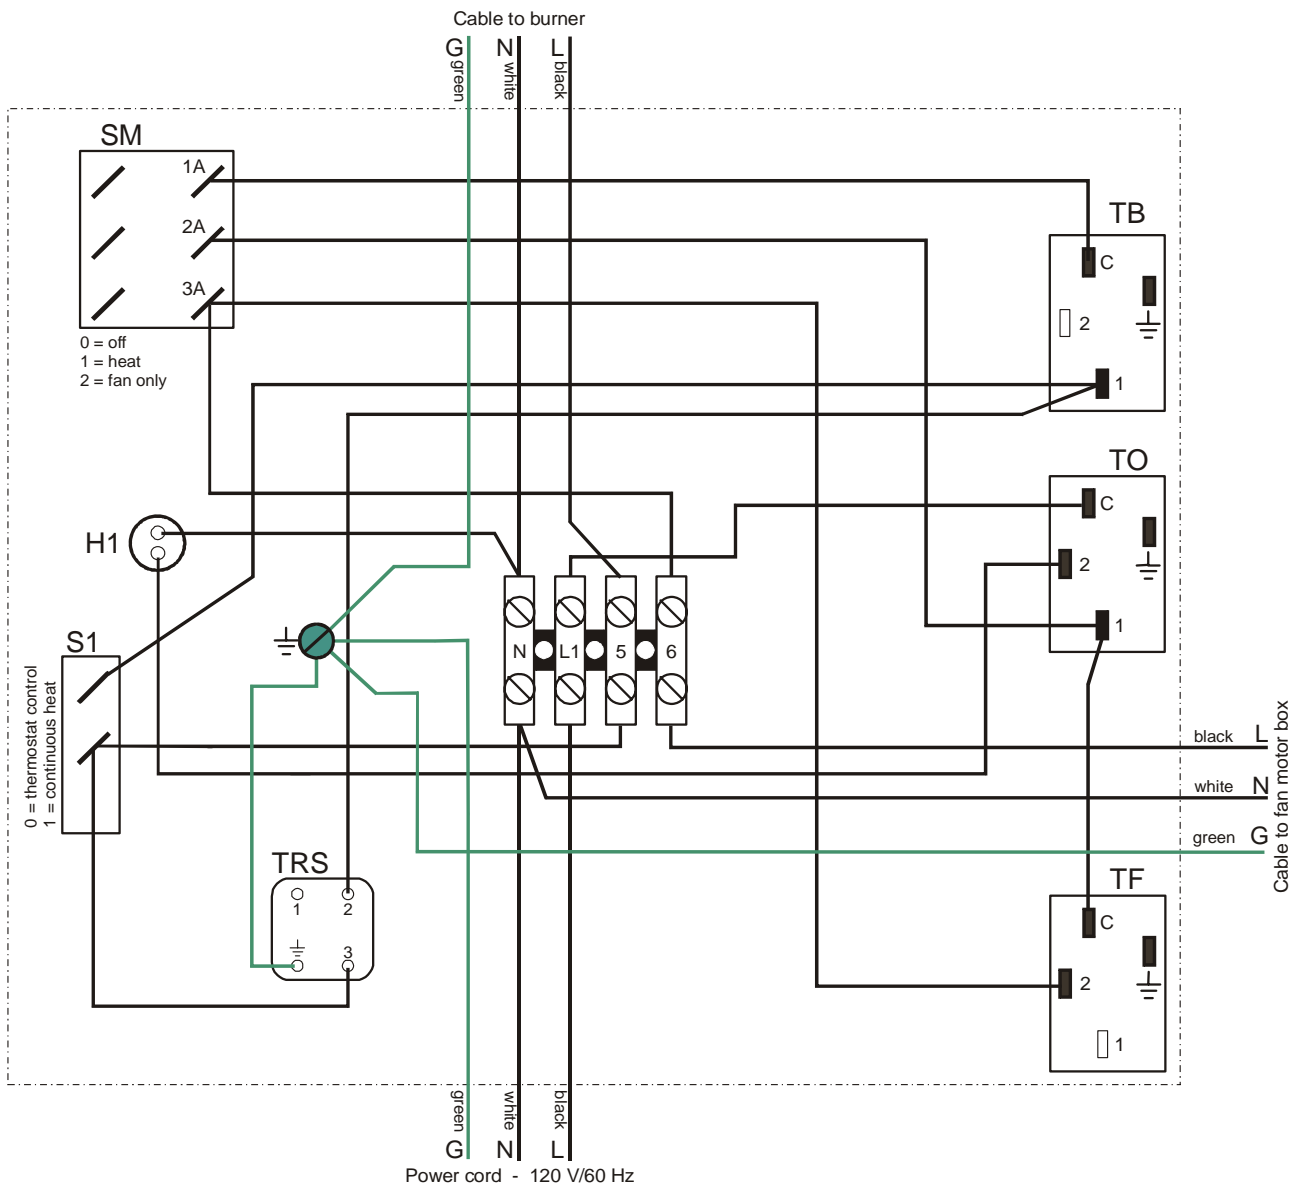 Cable to burner
G N L
green white black
SM
1A
2A
3A
0 = off
1 = heat
2 = fan only
TB
C
2
1
TO
C
2
1
H1
S1
0 = thermostat control
1 = continuous heat
N L1 5 6
black L
white N
green G
Cable to fan motor box
TRS
1 2
3
TF
C
2
1
green white black
G N L
Power cord - 120 V/60 Hz